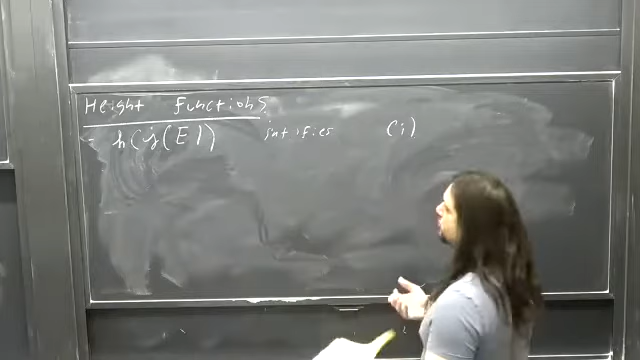 Height functions
- h(j(E)) satisfies (i)